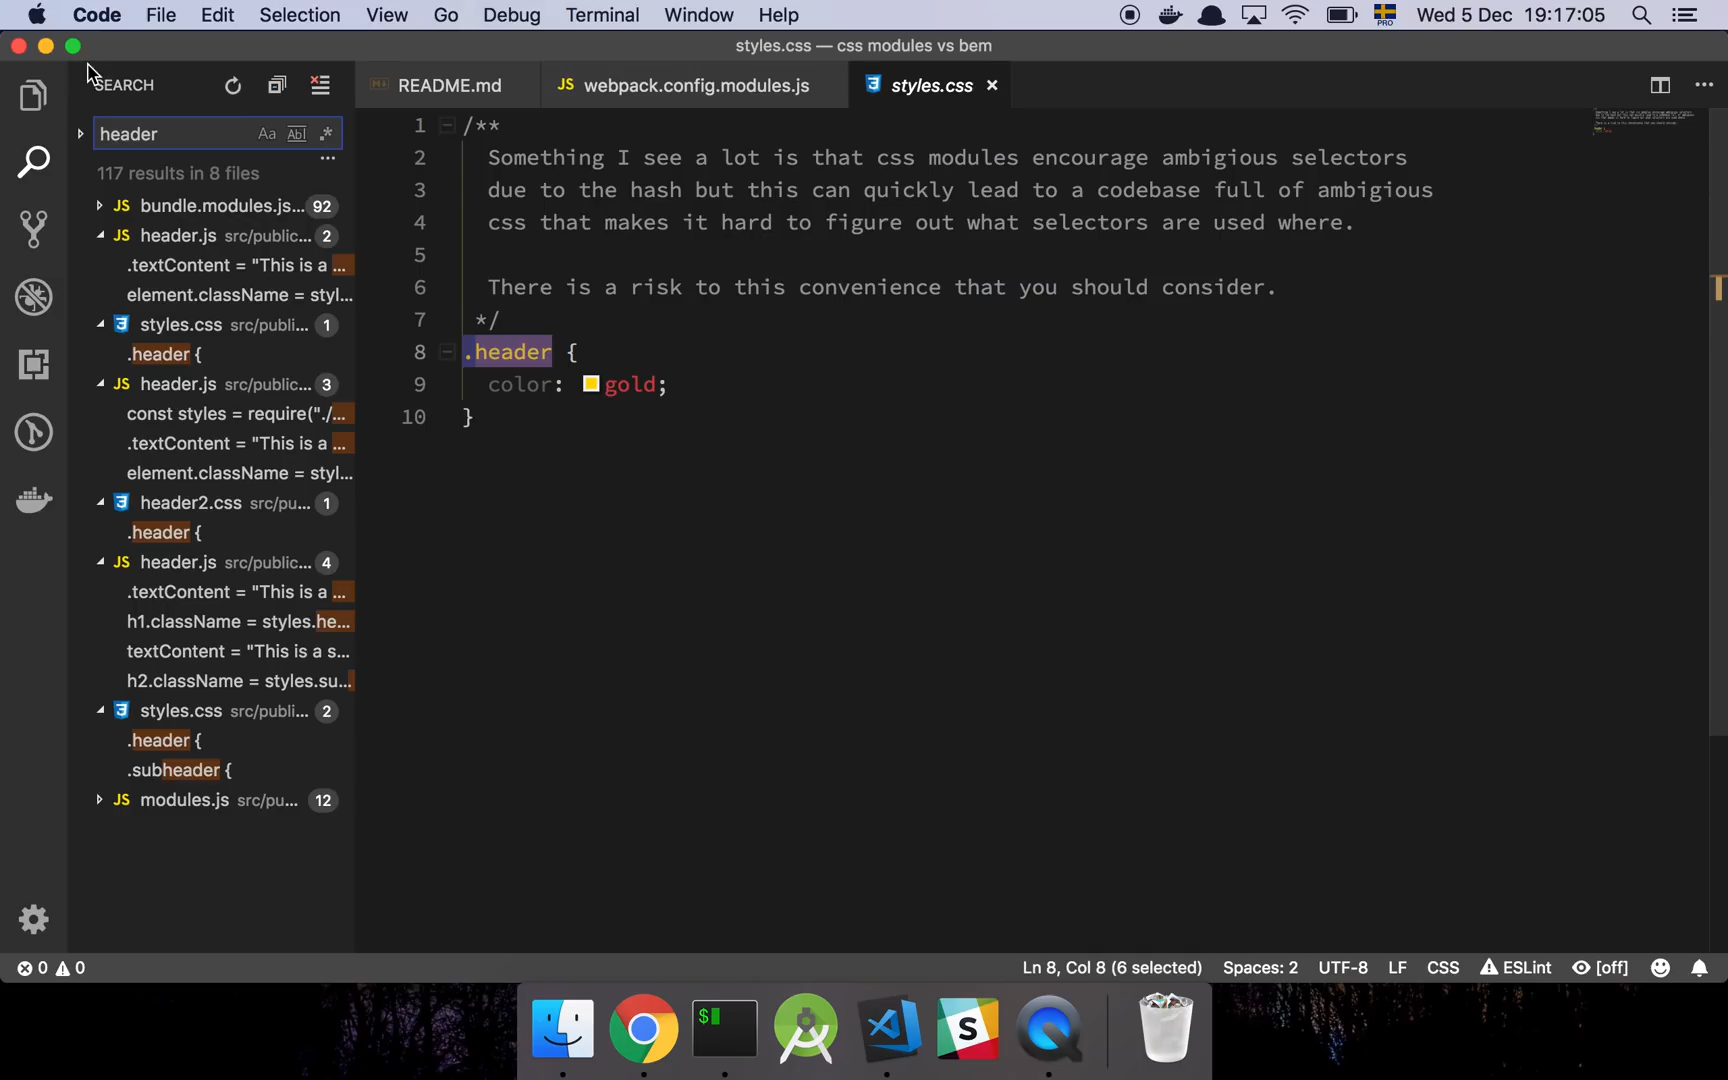 Code File Edit Selection View Go Debug Terminal Window Help PRO Wed 5 Dec 19:17:05
styles.css — css modules vs bem
SEARCH
README.md
JS webpack.config.modules.js
styles.css
header Aa Abl .*
117 results in 8 files
JS bundle.modules.js... 92
JS header.js src/public... 2
.textContent = "This is a ...
element.className = styl...
styles.css src/publi... 1
.header {
JS header.js src/public... 3
const styles = require("./...
.textContent = "This is a ...
element.className = styl...
header2.css src/pu... 1
.header {
JS header.js src/public... 4
.textContent = "This is a ...
h1.className = styles.he...
textContent = "This is a s...
h2.className = styles.su...
styles.css src/publi... 2
.header {
.subheader {
JS modules.js src/pu... 12
1 /**
2 Something I see a lot is that css modules encourage ambigious selectors
3 due to the hash but this can quickly lead to a codebase full of ambigious
4 css that makes it hard to figure out what selectors are used where.
5
6 There is a risk to this convenience that you should consider.
7 */
8 .header {
9 color: gold;
10 }
0 0
Ln 8, Col 8 (6 selected) Spaces: 2 UTF-8 LF CSS ESLint [off]
$
S